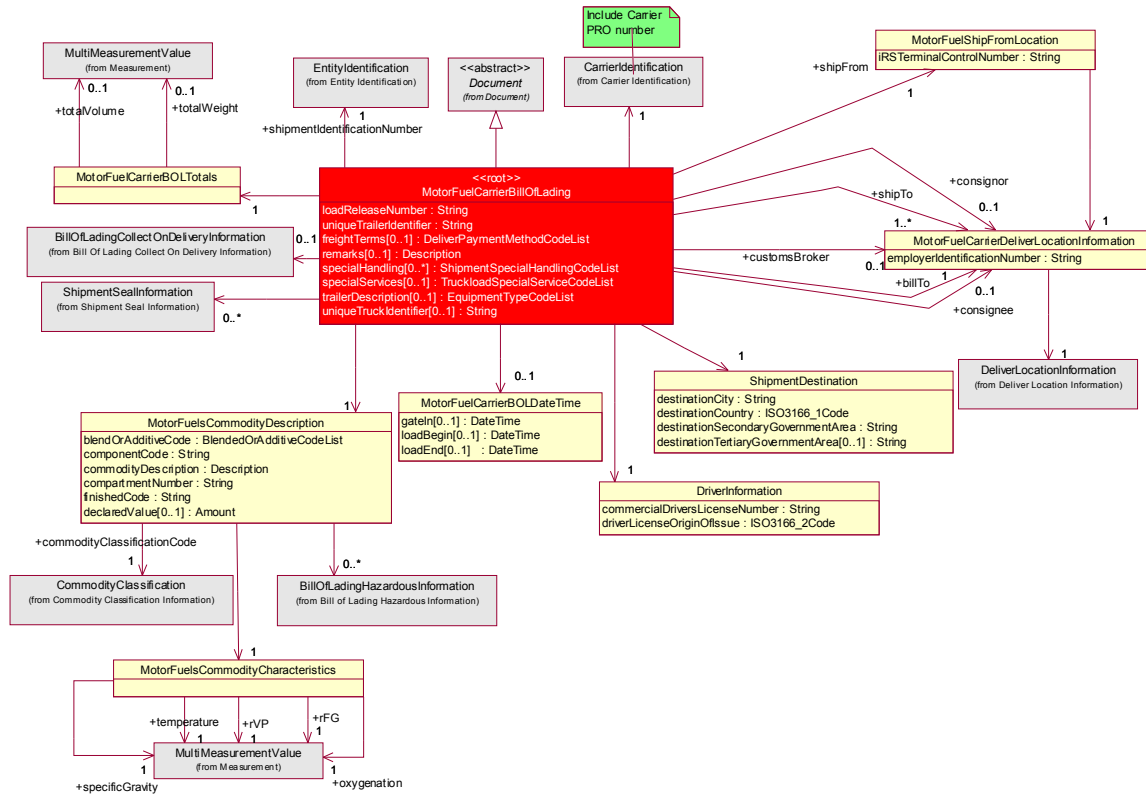 Include Carrier
PRO number
MultiMeasurementValue
(from Measurement)
0..1
0..1
+totalVolume
+totalWeight
EntityIdentification
(from Entity Identification)
1
+shipmentIdentificationNumber
<<abstract>>
Document
(from Document)
CarrierIdentification
(from Carrier Identification)
1
MotorFuelShipFromLocation
iRSTerminalControlNumber : String
+shipFrom
1
MotorFuelCarrierBOLTotals
1
<<root>>
MotorFuelCarrierBillOfLading
loadReleaseNumber : String
uniqueTrailerIdentifier : String
freightTerms[0..1] : DeliverPaymentMethodCodeList
remarks[0..1] : Description
specialHandling[0..*] : ShipmentSpecialHandlingCodeList
specialServices[0..1] : TruckloadSpecialServiceCodeList
trailerDescription[0..1] : EquipmentTypeCodeList
uniqueTruckIdentifier[0..1] : String
+consignor
0..1
+shipTo
1..*
1
BillOfLadingCollectOnDeliveryInformation
(from Bill Of Lading Collect On Delivery Information)
0..1
MotorFuelCarrierDeliverLocationInformation
employerIdentificationNumber : String
+customsBroker
0..1
1
+billTo
0..1
+consignee
ShipmentSealInformation
(from Shipment Seal Information)
0..*
1
DeliverLocationInformation
(from Deliver Location Information)
1
ShipmentDestination
destinationCity : String
destinationCountry : ISO3166_1Code
destinationSecondaryGovernmentArea : String
destinationTertiaryGovernmentArea[0..1] : String
0..1
MotorFuelCarrierBOLDateTime
gateIn[0..1] : DateTime
loadBegin[0..1] : DateTime
loadEnd[0..1] : DateTime
1
MotorFuelsCommodityDescription
blendOrAdditiveCode : BlendedOrAdditiveCodeList
componentCode : String
commodityDescription : Description
compartmentNumber : String
finishedCode : String
declaredValue[0..1] : Amount
1
DriverInformation
commercialDriversLicenseNumber : String
driverLicenseOriginOfIssue : ISO3166_2Code
+commodityClassificationCode
1
0..*
CommodityClassification
(from Commodity Classification Information)
BillOfLadingHazardousInformation
(from Bill of Lading Hazardous Information)
1
MotorFuelsCommodityCharacteristics
+temperature
1
+rVP
1
+rFG
1
MultiMeasurementValue
(from Measurement)
1
+specificGravity
1
+oxygenation